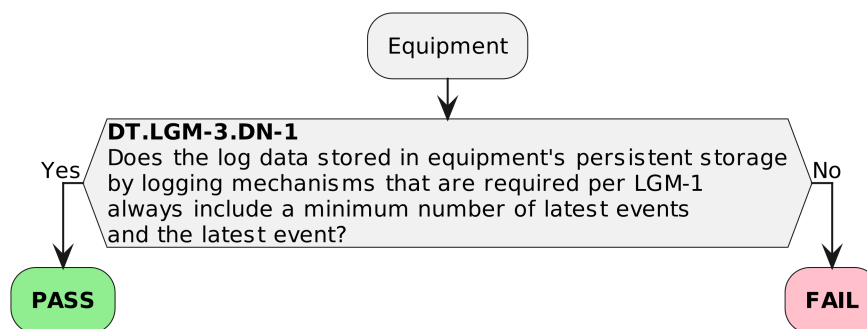 Equipment
DT.LGM-3.DN-1
Does the log data stored in equipment's persistent storage
by logging mechanisms that are required per LGM-1
always include a minimum number of latest events
and the latest event?
Yes
No
PASS
FAIL